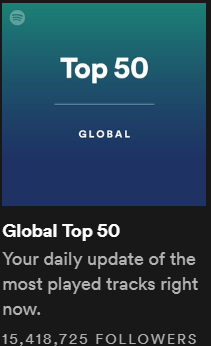 Top 50
GLOBAL
Global Top 50
Your daily update of the
most played tracks right
now.
15,418,725 FOLLOWERS